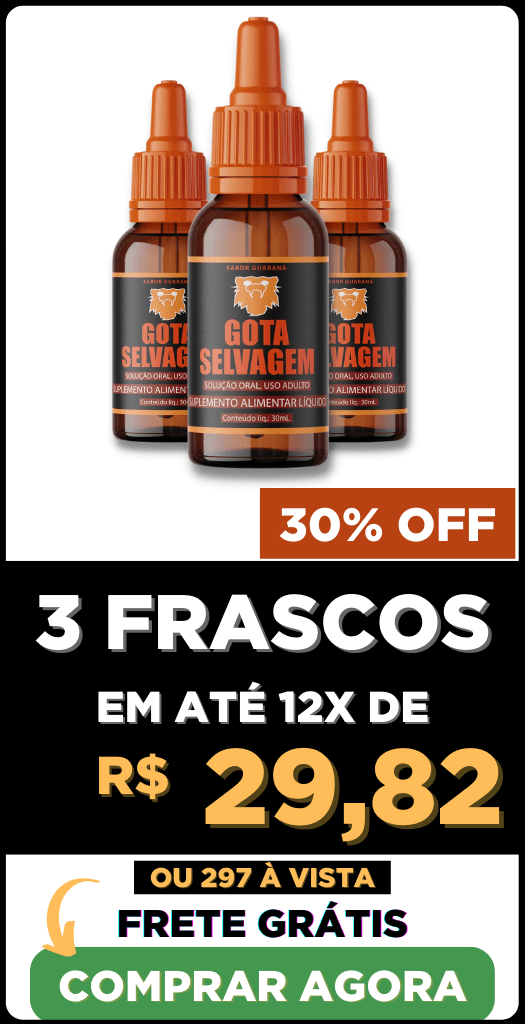 SABOR GUARANÁ
GOTA
SELVAGEM
SOLUÇÃO ORAL, USO ADULTO
SUPLEMENTO ALIMENTAR LÍQUIDO
Conteúdo líq.: 30mL
30% OFF
3 FRASCOS
EM ATÉ 12X DE
R$ 29,82
OU 297 À VISTA
FRETE GRÁTIS
COMPRAR AGORA